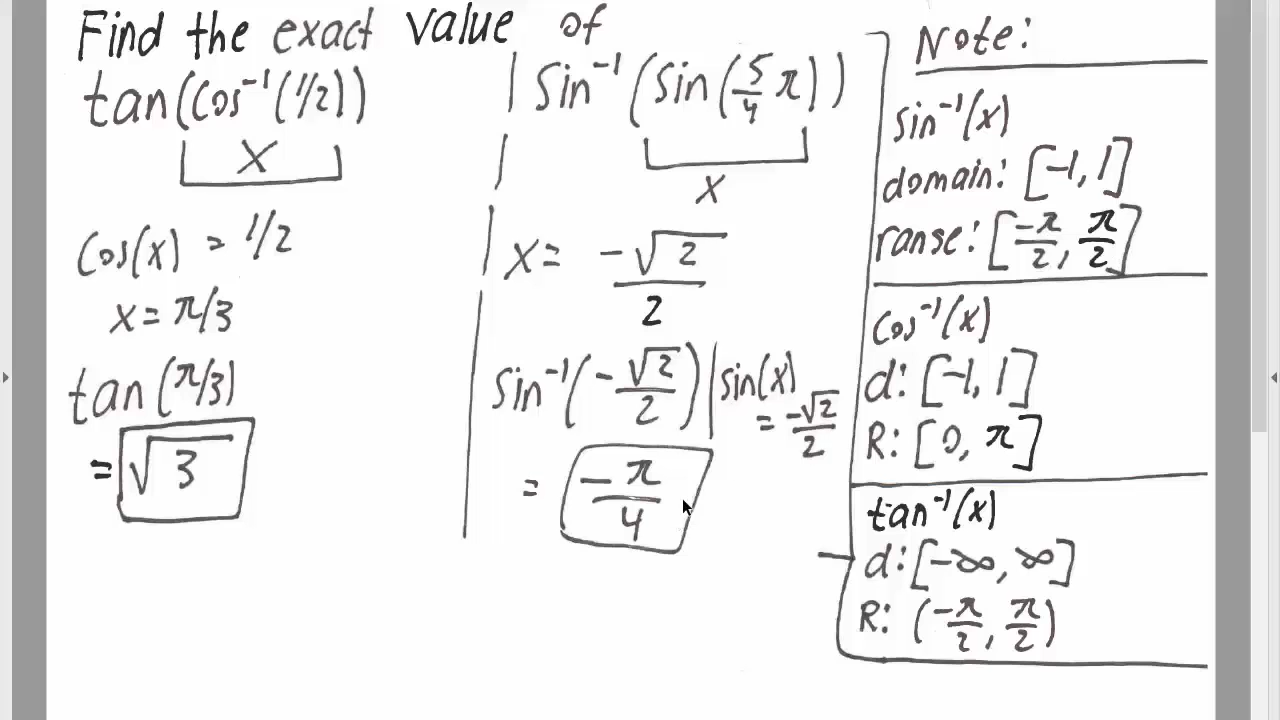 Find the exact value of
tan(cos⁻¹(1/2))
x
cos(x) = 1/2
x = π/3
tan(π/3)
= √3
sin⁻¹(sin(5/4 π))
x
x = -√2/2
sin⁻¹(-√2/2) | sin(x)
= -√2/2
= -π/4
Note:
sin⁻¹(x)
domain: [-1, 1]
range: [-π/2, π/2]
cos⁻¹(x)
d: [-1, 1]
R: [0, π]
tan⁻¹(x)
d: [-∞, ∞]
R: (-π/2, π/2)